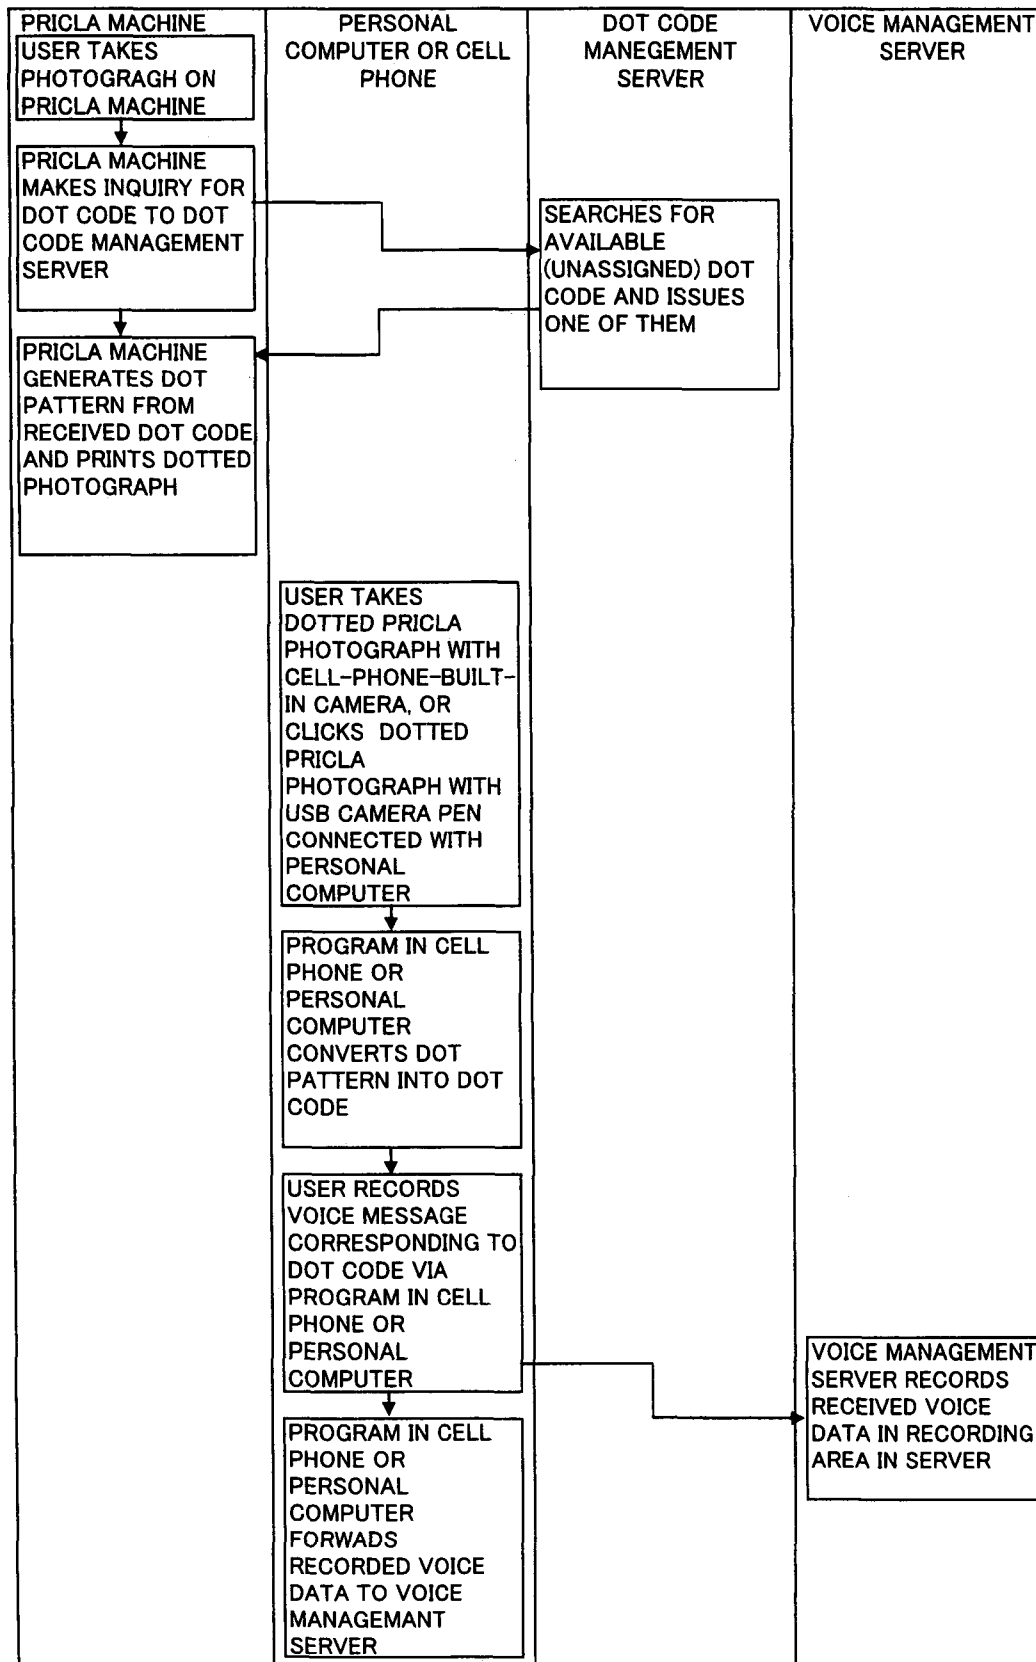 PRICLA MACHINE
PERSONAL
COMPUTER OR CELL
PHONE
DOT CODE
MANEGEMENT
SERVER
VOICE MANAGEMENT
SERVER
USER TAKES
PHOTOGRAGH ON
PRICLA MACHINE
PRICLA MACHINE
MAKES INQUIRY FOR
DOT CODE TO DOT
CODE MANAGEMENT
SERVER
SEARCHES FOR
AVAILABLE
(UNASSIGNED) DOT
CODE AND ISSUES
ONE OF THEM
PRICLA MACHINE
GENERATES DOT
PATTERN FROM
RECEIVED DOT CODE
AND PRINTS DOTTED
PHOTOGRAPH
USER TAKES
DOTTED PRICLA
PHOTOGRAPH WITH
CELL-PHONE-BUILT-
IN CAMERA, OR
CLICKS DOTTED
PRICLA
PHOTOGRAPH WITH
USB CAMERA PEN
CONNECTED WITH
PERSONAL
COMPUTER
PROGRAM IN CELL
PHONE OR
PERSONAL
COMPUTER
CONVERTS DOT
PATTERN INTO DOT
CODE
USER RECORDS
VOICE MESSAGE
CORRESPONDING TO
DOT CODE VIA
PROGRAM IN CELL
PHONE OR
PERSONAL
COMPUTER
VOICE MANAGEMENT
SERVER RECORDS
RECEIVED VOICE
DATA IN RECORDING
AREA IN SERVER
PROGRAM IN CELL
PHONE OR
PERSONAL
COMPUTER
FORWADS
RECORDED VOICE
DATA TO VOICE
MANAGEMANT
SERVER